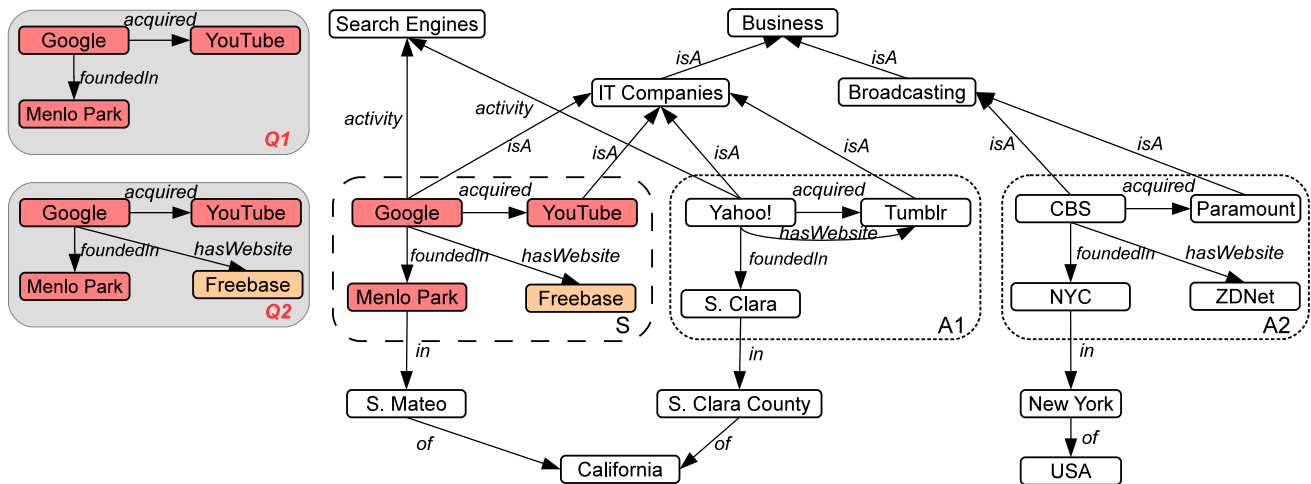 acquired
Google
YouTube
foundedIn
Menlo Park
Q1
acquired
Google
YouTube
foundedIn
hasWebsite
Menlo Park
Freebase
Q2
Search Engines
Business
isA
isA
IT Companies
Broadcasting
activity
activity
isA
isA
isA
isA
isA
isA
acquired
Google
YouTube
foundedIn
hasWebsite
Menlo Park
Freebase
S
acquired
Yahoo!
Tumblr
hasWebsite
foundedIn
S. Clara
A1
acquired
CBS
Paramount
foundedIn
hasWebsite
NYC
ZDNet
A2
in
in
in
S. Mateo
S. Clara County
New York
of
of
of
California
USA